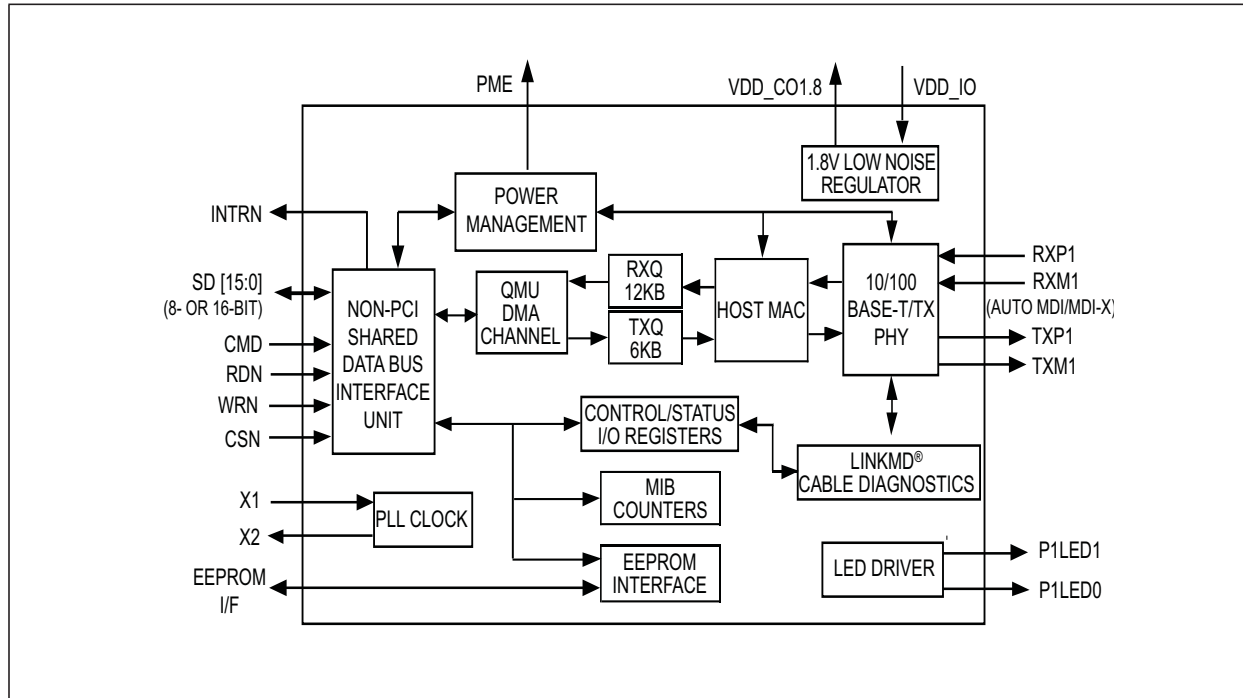 PME
VDD_CO1.8
VDD_IO
1.8V LOW NOISE
REGULATOR
POWER
MANAGEMENT
INTRN
SD [15:0]
(8- OR 16-BIT)
CMD
RDN
WRN
CSN
NON-PCI
SHARED
DATA BUS
INTERFACE
UNIT
QMU
DMA
CHANNEL
RXQ
12KB
TXQ
6KB
HOST MAC
10/100
BASE-T/TX
PHY
RXP1
RXM1
(AUTO MDI/MDI-X)
TXP1
TXM1
CONTROL/STATUS
I/O REGISTERS
LINKMD®
CABLE DIAGNOSTICS
X1
X2
PLL CLOCK
MIB
COUNTERS
EEPROM
I/F
EEPROM
INTERFACE
LED DRIVER
P1LED1
P1LED0